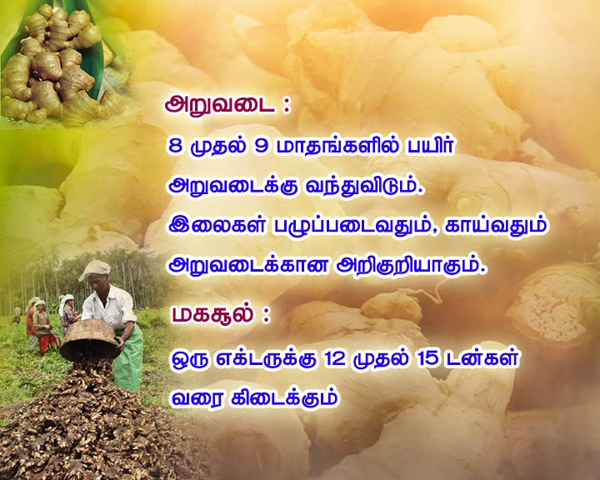 அறுவடை :
8 முதல் 9 மாதங்களில் பயிர்
அறுவடைக்கு வந்துவிடும்.
இலைகள் பழுப்படைவதும், காய்வதும்
அறுவடைக்கான அறிகுறியாகும்.
மகசூல் :
ஒரு எக்டருக்கு 12 முதல் 15 டன்கள்
வரை கிடைக்கும்